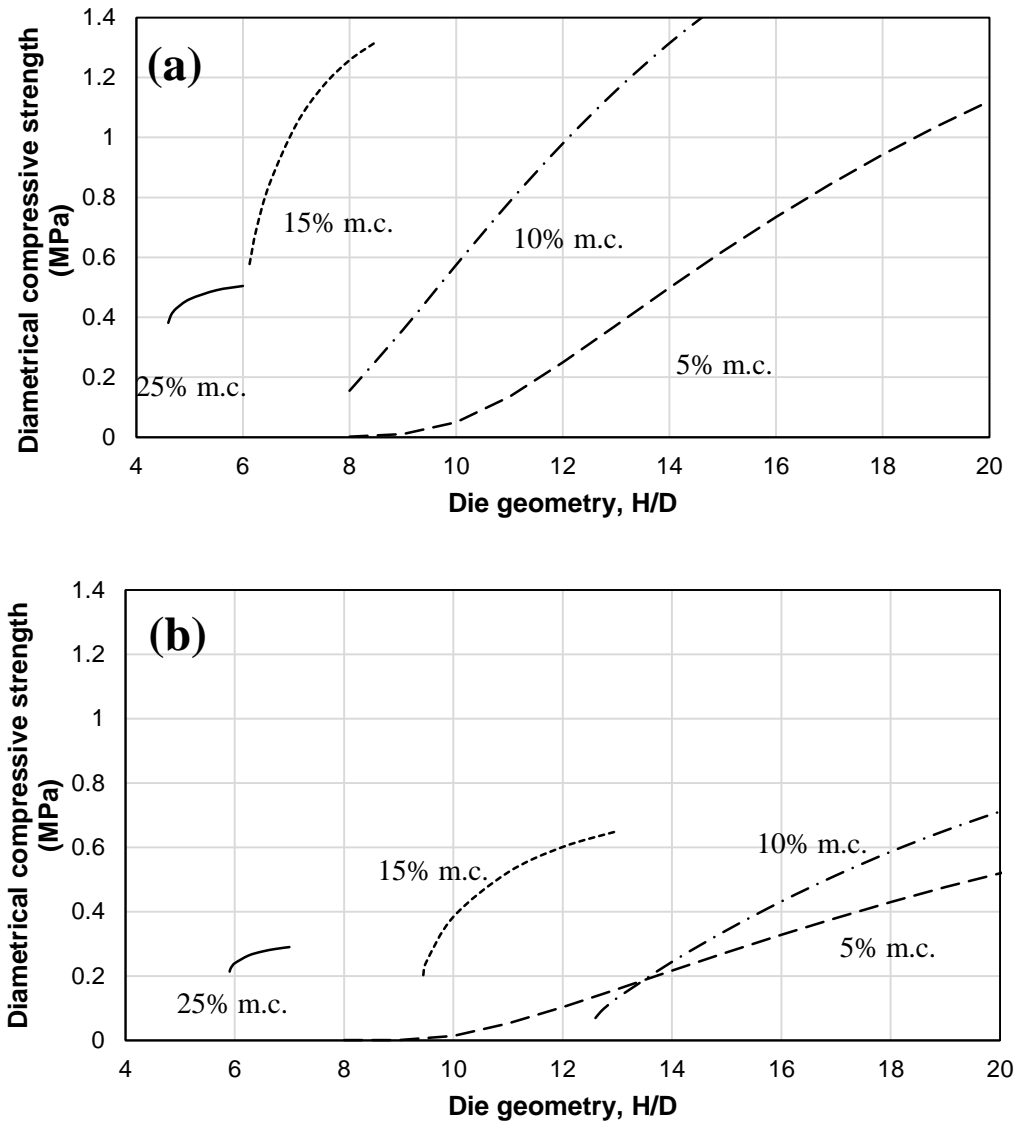 (a)
Diametrical compressive strength
(MPa)
1.4
1.2
1
0.8
0.6
0.4
0.2
0
15% m.c.
10% m.c.
5% m.c.
25% m.c.
4 6 8 10 12 14 16 18 20
Die geometry, H/D
(b)
Diametrical compressive strength
(MPa)
1.4
1.2
1
0.8
0.6
0.4
0.2
0
10% m.c.
15% m.c.
5% m.c.
25% m.c.
4 6 8 10 12 14 16 18 20
Die geometry, H/D